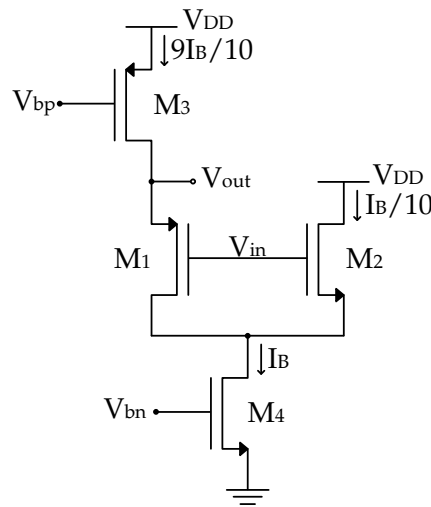 VDD
9IB/10
Vbp
M3
Vout
VDD
IB/10
M1
Vin
M2
IB
Vbn
M4